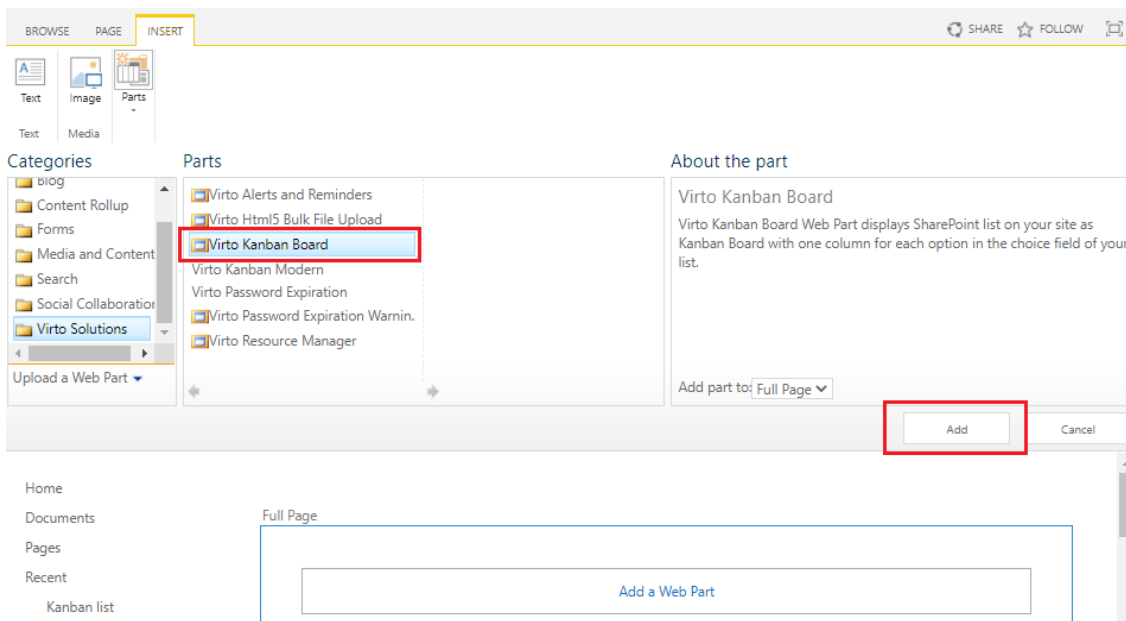 BROWSE PAGE INSERT SHARE FOLLOW
Text Image Parts
Text Media
Categories Parts About the part
Blog
Content Rollup
Forms
Media and Content
Search
Social Collaboration
Virto Solutions
Upload a Web Part
Virto Alerts and Reminders
Virto Html5 Bulk File Upload
Virto Kanban Board
Virto Kanban Modern
Virto Password Expiration
Virto Password Expiration Warnin.
Virto Resource Manager
Virto Kanban Board
Virto Kanban Board Web Part displays SharePoint list on your site as
Kanban Board with one column for each option in the choice field of your
list.
Add part to: Full Page
Add Cancel
Home
Documents
Pages
Recent
Kanban list
Full Page
Add a Web Part